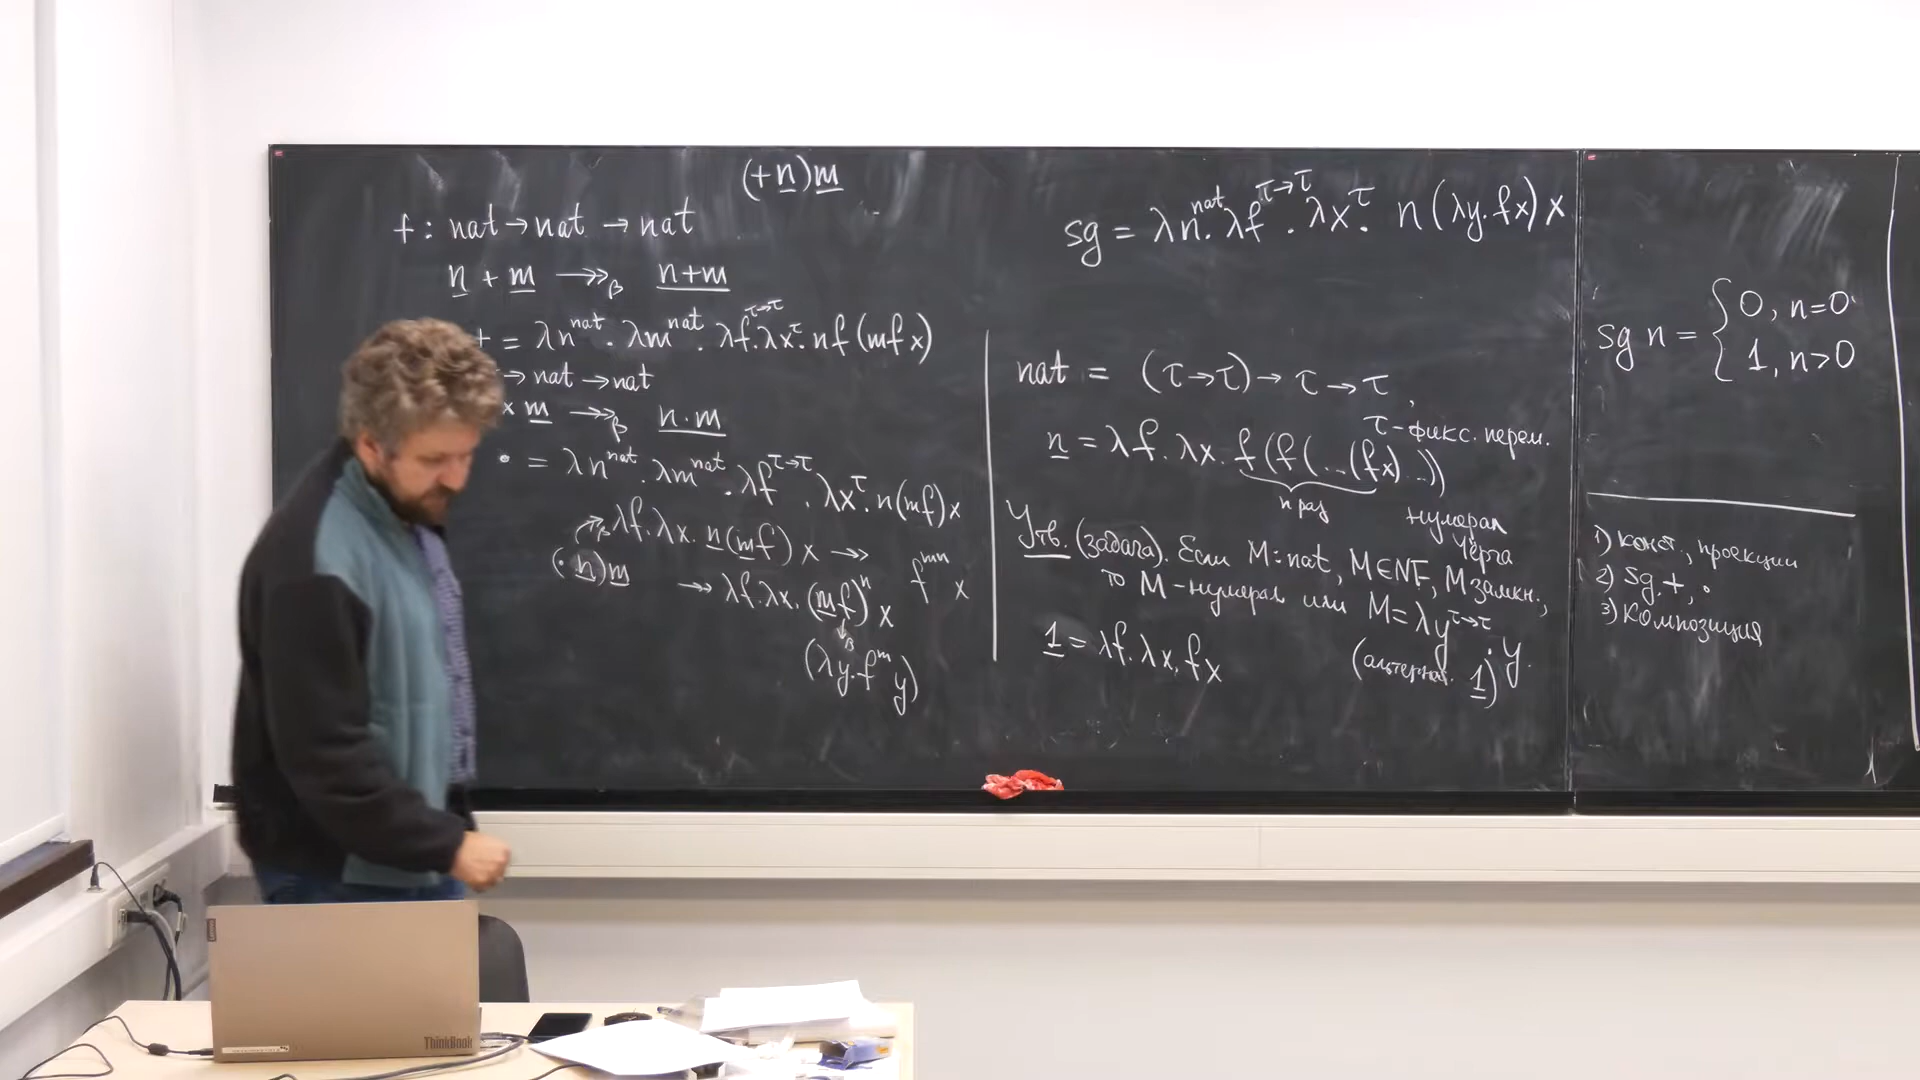 (+n)m
+ : nat → nat → nat
n + m ↠β n+m
+ = λn^nat. λm^nat. λf^τ→τ. λx^τ. nf(mfx)
→ nat → nat
× m ↠β n·m
· = λn^nat. λm^nat. λf^τ→τ. λx^τ. n(mf)x
↠β λf.λx. n(mf)x ↠
(· n)m
↠ λf.λx. (mf)^n x
f^mn x
↓β
(λy.f^m y)
sg = λn^nat. λf^τ→τ. λx^τ. n(λy.fx)x
nat = (τ→τ)→τ→τ,
τ-фикс. перем.
n = λf. λx. f(f(...(fx)...))
n раз
нумерал
Чёрча
Утв. (задача). Если M:nat, M∈NF, M замкн.,
то M-нумерал или M=λy^τ→τ.y.
1 = λf.λx.fx
(альтернат. 1)
sg n = { 0, n=0
1, n>0
1) конст., проекции
2) Sg, +, ·
3) композиция
ThinkBook